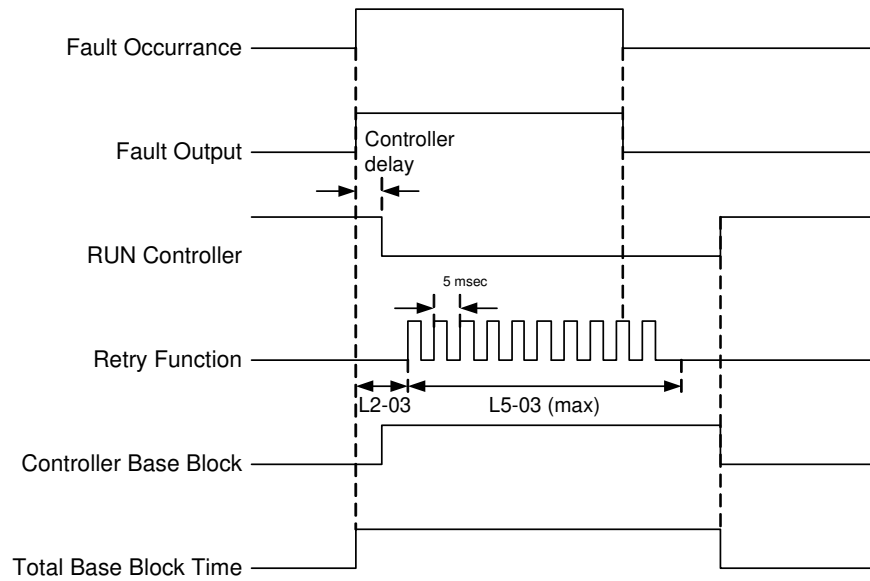 Fault Occurrance
Fault Output
Controller
delay
RUN Controller
5 msec
Retry Function
L2-03
L5-03 (max)
Controller Base Block
Total Base Block Time